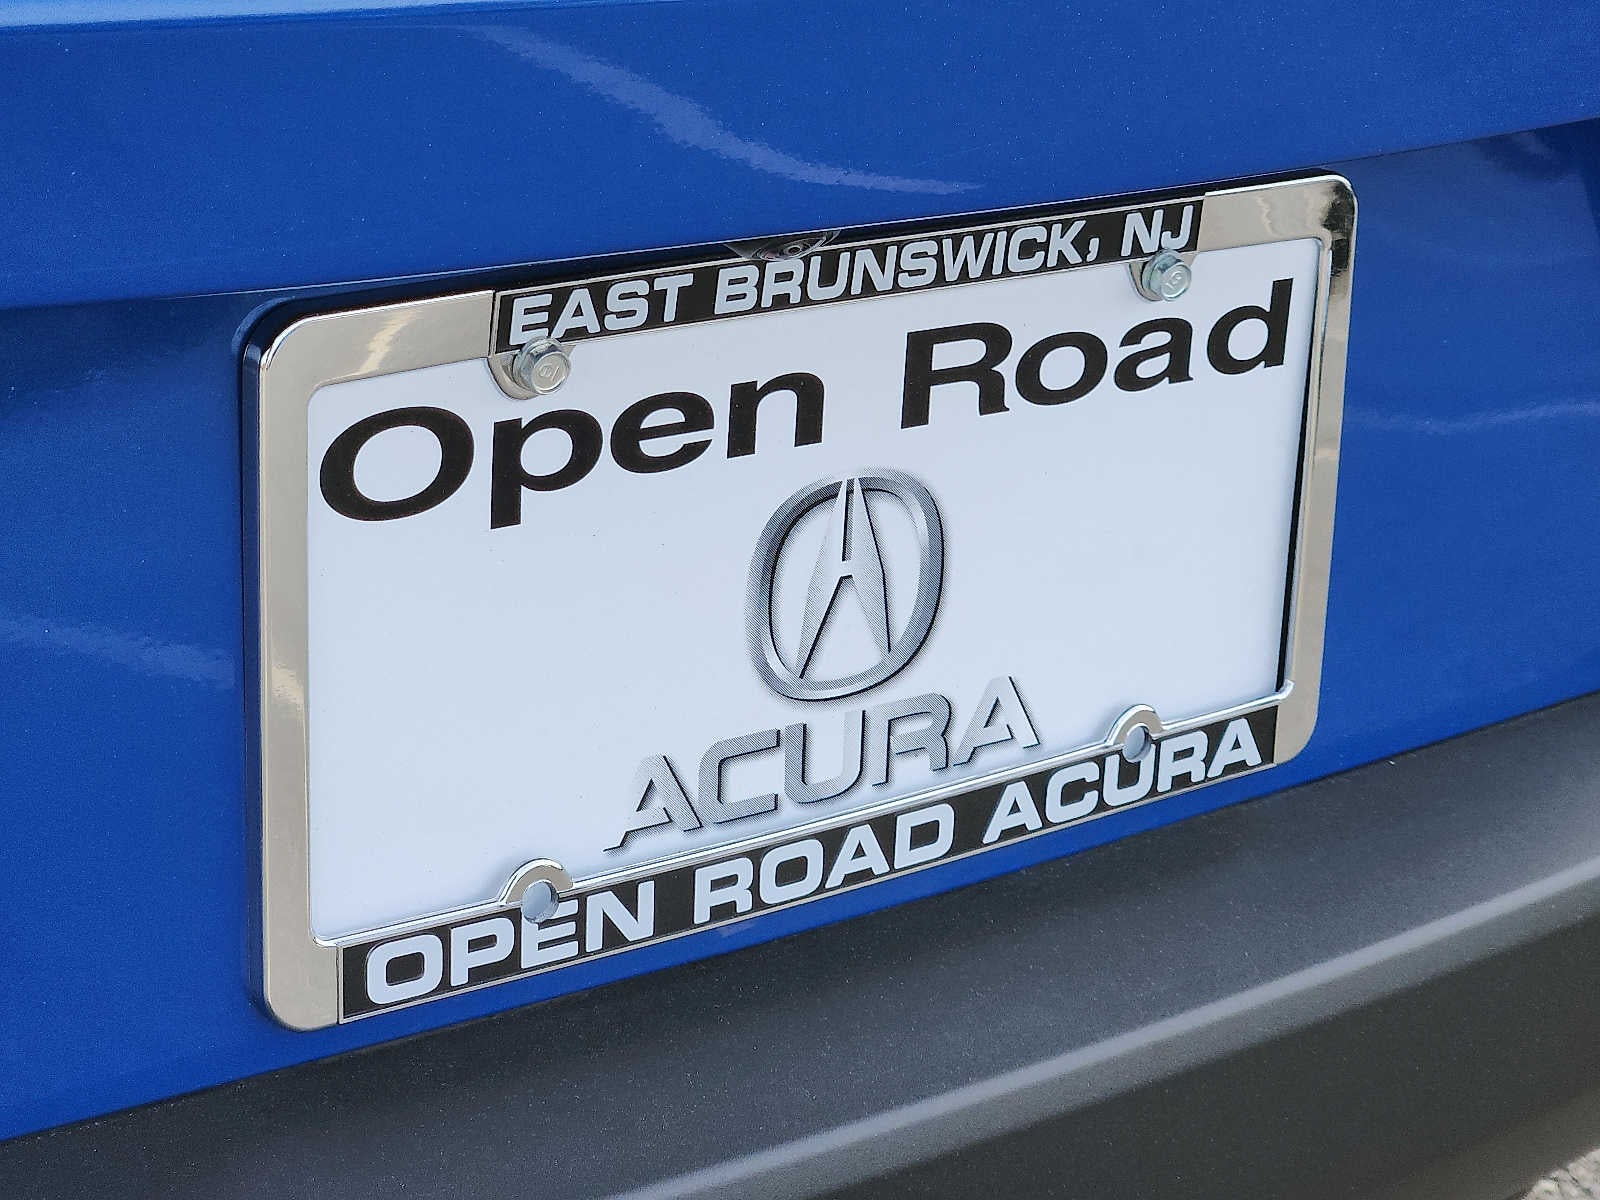 EAST BRUNSWICK, NJ
Open Road
ACURA
OPEN ROAD ACURA